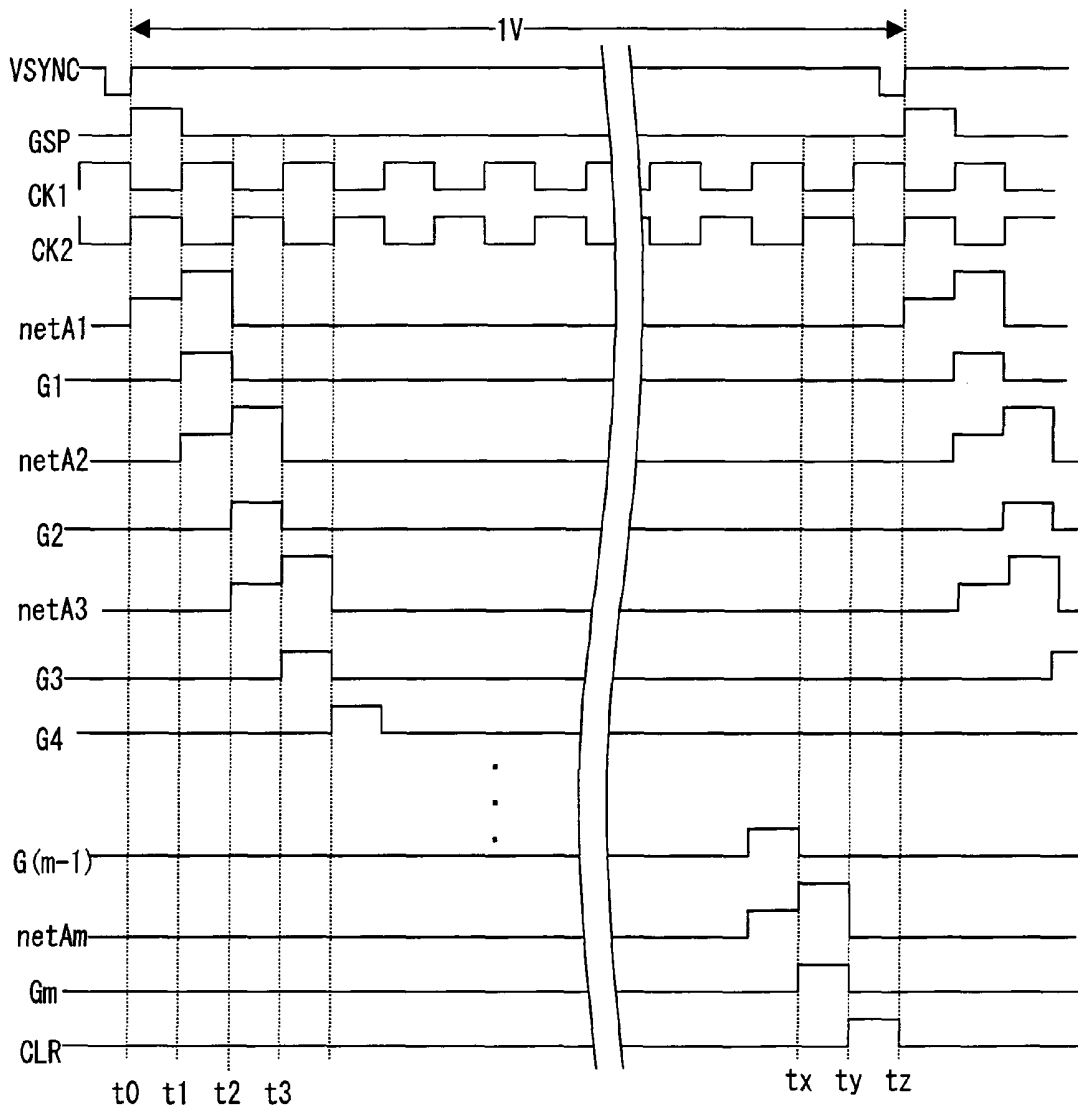 1V
VSYNC
GSP
CK1
CK2
netA1
G1
netA2
G2
netA3
G3
G4
G(m-1)
netAm
Gm
CLR
t0 t1 t2 t3 tx ty tz